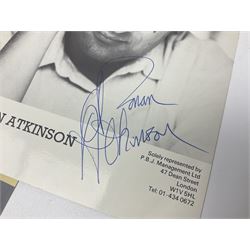 N ATKINSON
Rowan
Atkinson
Solely represented by
P.B.J. Management Ltd
47 Dean Street
London
W1V 5HL
Tel: 01-434 0672